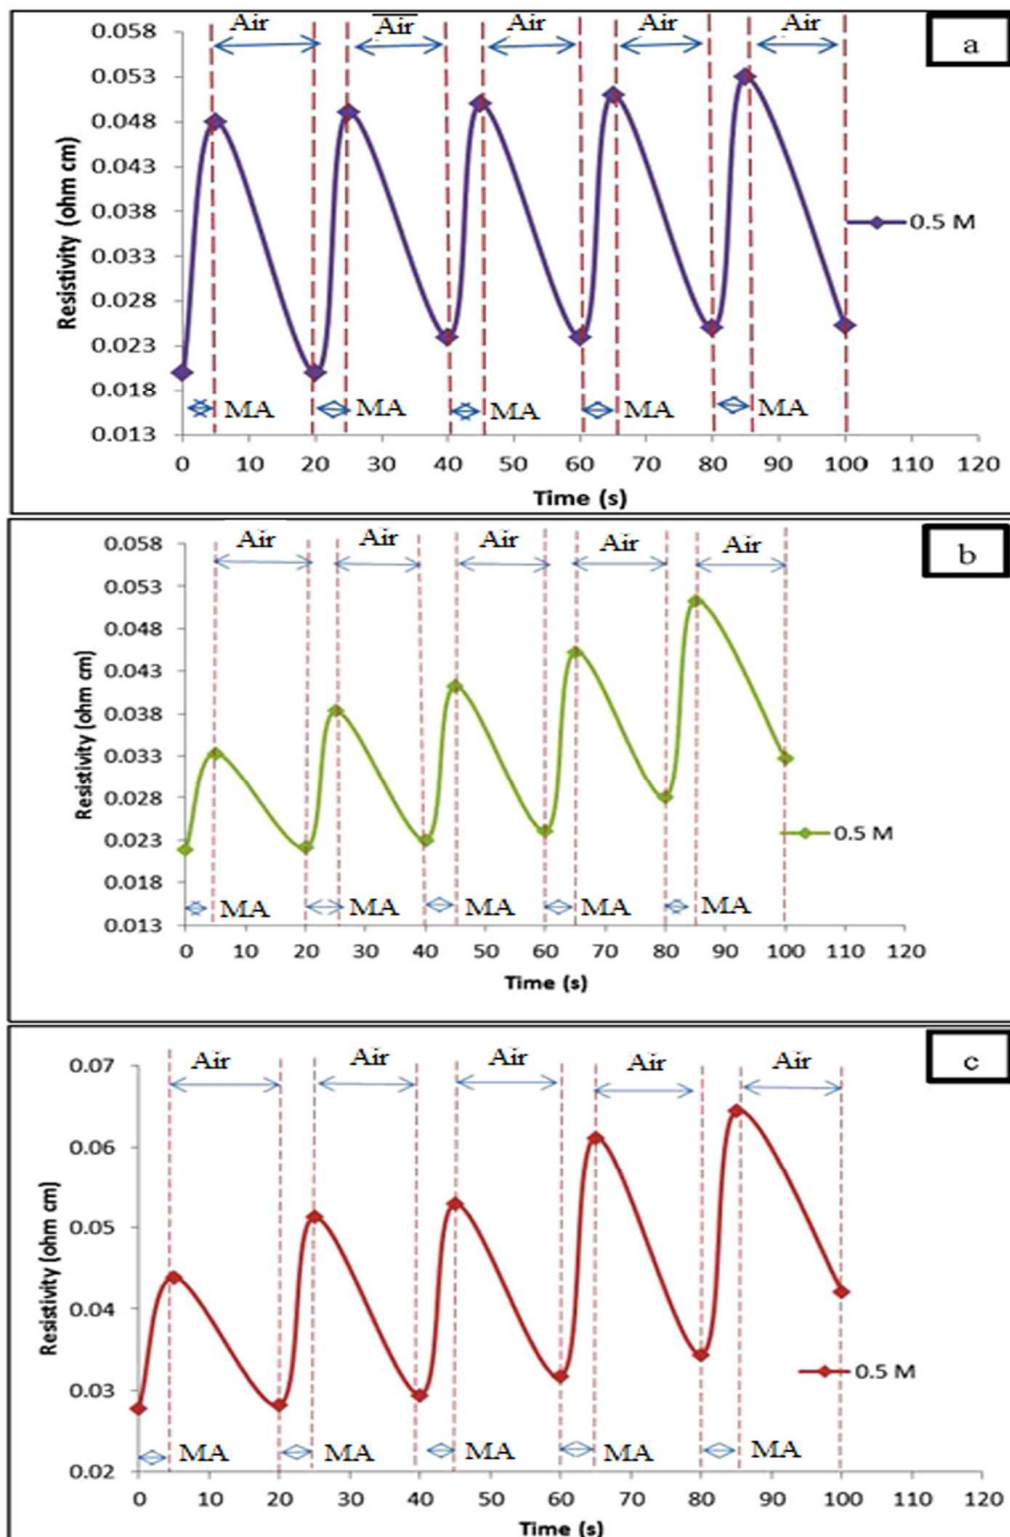 Air Air Air Air Air
a
0.058
0.053
0.048
0.043
0.038
0.033
0.028
0.023
0.018
0.013
Resistivity (ohm cm)
0.5 M
MA MA MA MA MA
0 10 20 30 40 50 60 70 80 90 100 110 120
Time (s)
Air Air Air Air Air
b
0.058
0.053
0.048
0.043
0.038
0.033
0.028
0.023
0.018
0.013
Resistivity (ohm cm)
0.5 M
MA MA MA MA MA
0 10 20 30 40 50 60 70 80 90 100 110 120
Time (s)
Air Air Air Air Air
c
0.07
0.06
0.05
0.04
0.03
0.02
Resistivity (ohm cm)
0.5 M
MA MA MA MA MA
0 10 20 30 40 50 60 70 80 90 100 110 120
Time (s)